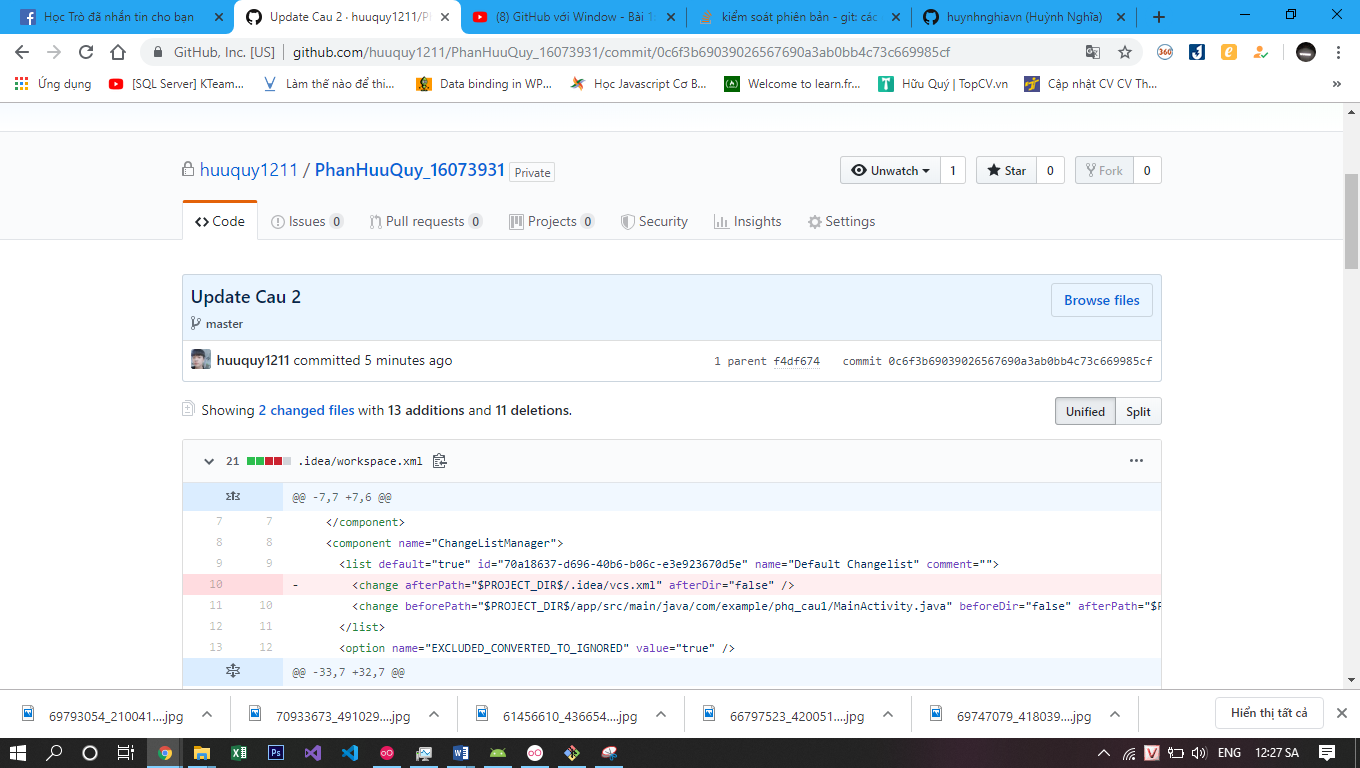 Học Trò đã nhắn tin cho bạn
Update Cau 2 · huuquy1211/P
(8) GitHub với Window - Bài 1
kiểm soát phiên bản - git: các
huynhnghiavn (Huỳnh Nghĩa)
GitHub, Inc. [US] | github.com/huuquy1211/PhanHuuQuy_16073931/commit/0c6f3b69039026567690a3ab0bb4c73c669985cf
Ứng dụng
[SQL Server] KTeam...
Làm thế nào để thi...
Data binding in WP...
Học Javascript Cơ B...
Welcome to learn.fr...
Hữu Quý | TopCV.vn
Cập nhật CV CV Th...
»
huuquy1211 / PhanHuuQuy_16073931 Private
Unwatch 1
Star 0
Fork 0
Code
Issues 0
Pull requests 0
Projects 0
Security
Insights
Settings
Update Cau 2
Browse files
master
huuquy1211 committed 5 minutes ago
1 parent f4df674 commit 0c6f3b69039026567690a3ab0bb4c73c669985cf
Showing 2 changed files with 13 additions and 11 deletions.
Unified Split
21 .idea/workspace.xml
@@ -7,7 +7,6 @@
7 7 </component>
8 8 <component name="ChangeListManager">
9 9 <list default="true" id="70a18637-d696-40b6-b06c-e3e923670d5e" name="Default Changelist" comment="">
10 - <change afterPath="$PROJECT_DIR$/.idea/vcs.xml" afterDir="false" />
11 10 <change beforePath="$PROJECT_DIR$/app/src/main/java/com/example/phq_cau1/MainActivity.java" beforeDir="false" afterPath="$P
12 11 </list>
13 12 <option name="EXCLUDED_CONVERTED_TO_IGNORED" value="true" />
@@ -33,7 +32,7 @@
69793054_210041....jpg
70933673_491029....jpg
61456610_436654....jpg
66797523_420051....jpg
69747079_418039....jpg
Hiển thị tất cả
ENG
12:27 SA